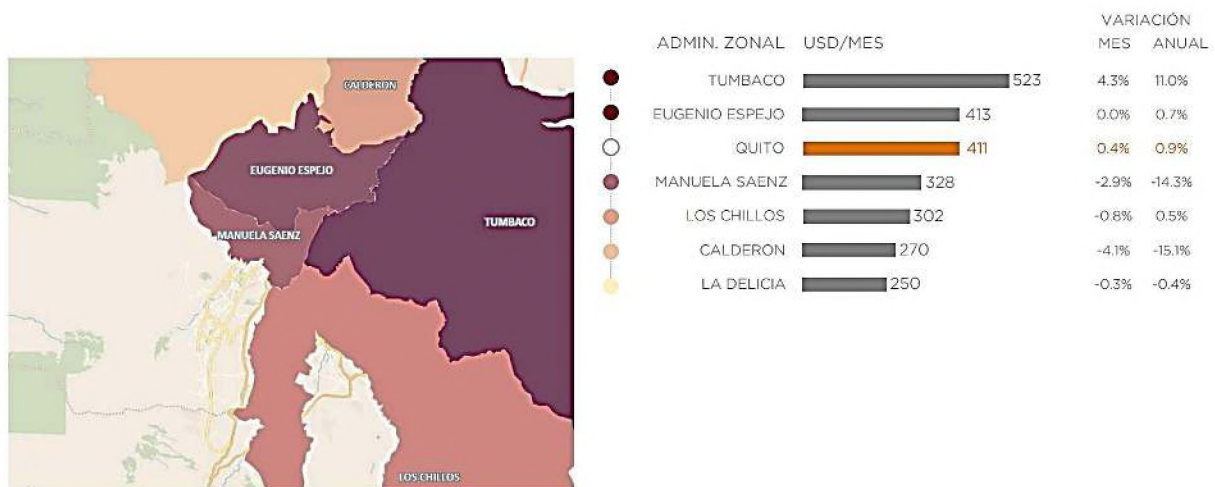 CALDERON
EUGENIO ESPEJO
MANUELA SAENZ
TUMBACO
LOS CHILLOS
VARIACIÓN
ADMIN. ZONAL USD/MES MES ANUAL
TUMBACO 523 4.3% 11.0%
EUGENIO ESPEJO 413 0.0% 0.7%
QUITO 411 0.4% 0.9%
MANUELA SAENZ 328 -2.9% -14.3%
LOS CHILLOS 302 -0.8% 0.5%
CALDERON 270 -4.1% -15.1%
LA DELICIA 250 -0.3% -0.4%